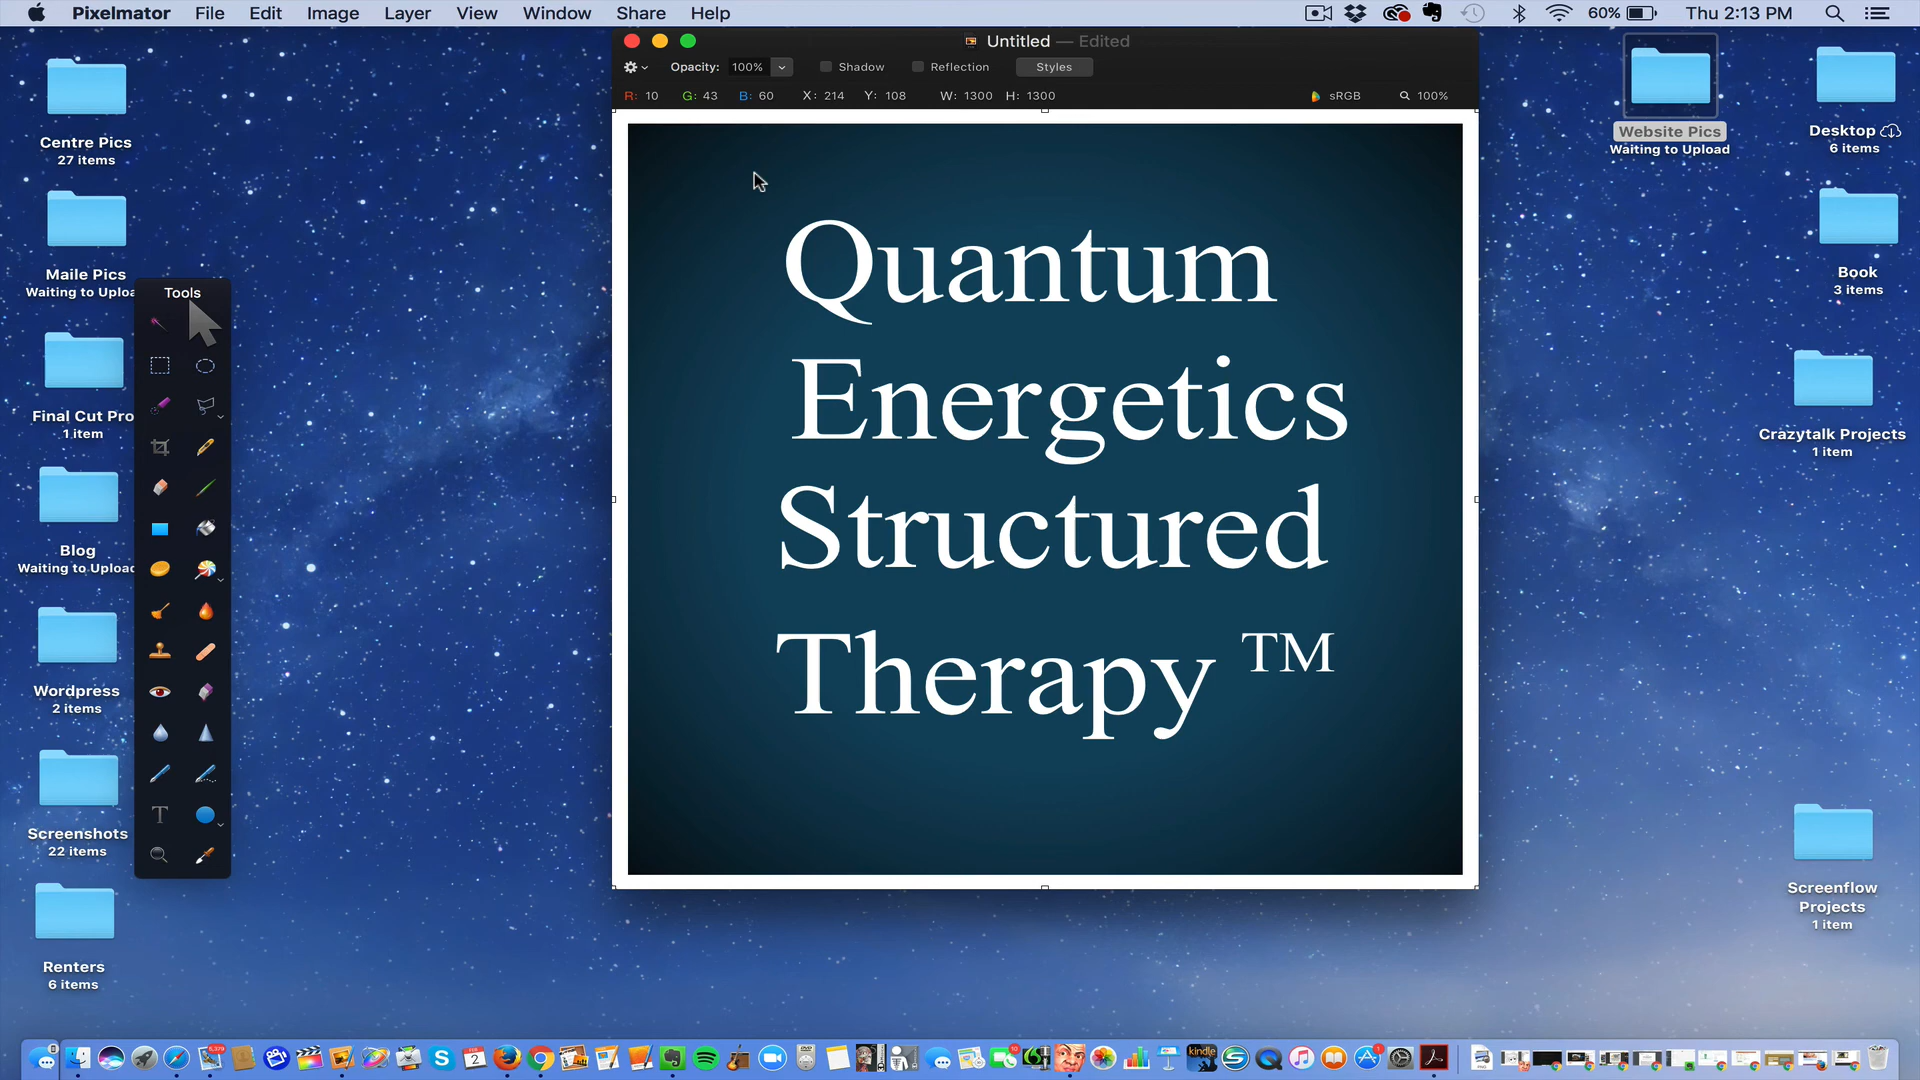 Pixelmator File Edit Image Layer View Window Share Help 60% Thu 2:13 PM
Untitled — Edited
Opacity: 100% Shadow Reflection Styles
R: 10 G: 43 B: 60 X: 214 Y: 108 W: 1300 H: 1300 sRGB 100%
Quantum
Energetics
Structured
Therapy ™
Tools
T
Centre Pics
27 items
Maile Pics
Waiting to Uploa
Final Cut Pro
1 item
Blog
Waiting to Upload
Wordpress
2 items
Screenshots
22 items
Renters
6 items
Website Pics
Waiting to Upload
Desktop
6 items
Book
3 items
Crazytalk Projects
1 item
Screenflow
Projects
1 item
kindle